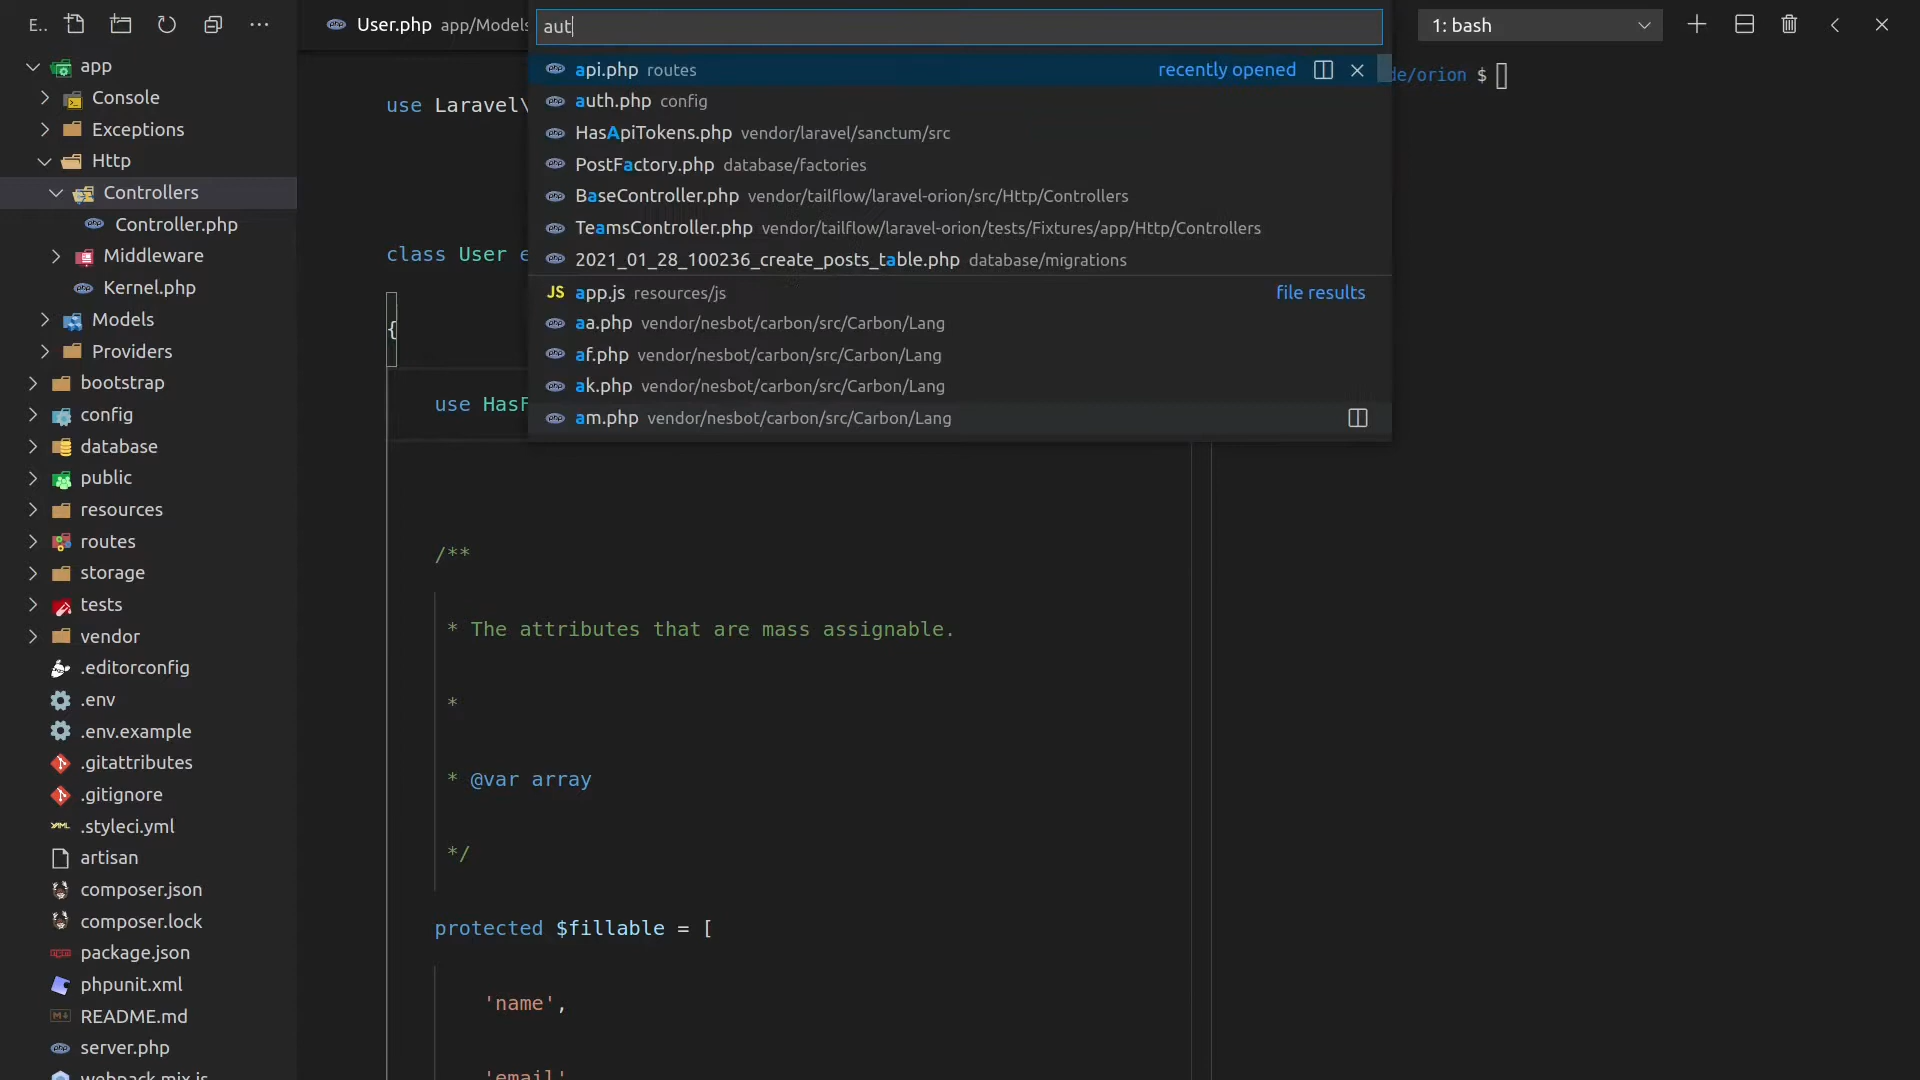 E..
User.php app/Models
aut
1: bash
app
Console
Exceptions
Http
Controllers
Controller.php
Middleware
Kernel.php
Models
Providers
bootstrap
config
database
public
resources
routes
storage
tests
vendor
.editorconfig
.env
.env.example
.gitattributes
.gitignore
.styleci.yml
artisan
composer.json
composer.lock
package.json
phpunit.xml
README.md
server.php
webpack.mix.js
api.php routes recently opened
auth.php config
HasApiTokens.php vendor/laravel/sanctum/src
PostFactory.php database/factories
BaseController.php vendor/tailflow/laravel-orion/src/Http/Controllers
TeamsController.php vendor/tailflow/laravel-orion/tests/Fixtures/app/Http/Controllers
2021_01_28_100236_create_posts_table.php database/migrations
JS app.js resources/js file results
aa.php vendor/nesbot/carbon/src/Carbon/Lang
af.php vendor/nesbot/carbon/src/Carbon/Lang
ak.php vendor/nesbot/carbon/src/Carbon/Lang
am.php vendor/nesbot/carbon/src/Carbon/Lang
use Laravel\
class User e
{
use HasF
/**
* The attributes that are mass assignable.
*
* @var array
*/
protected $fillable = [
'name',
'email',
de/orion $